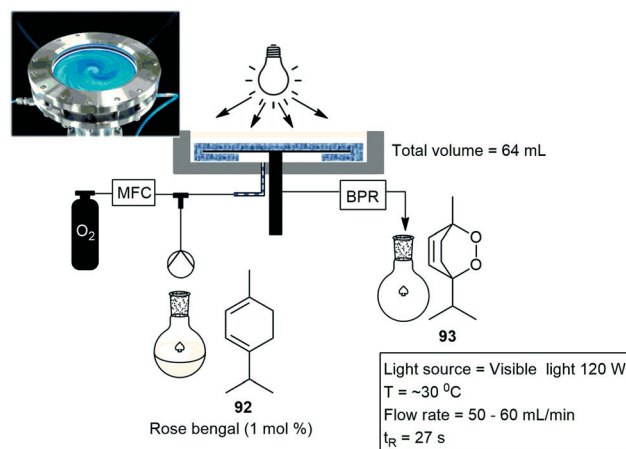 Total volume = 64 mL
MFC
BPR
O2
O
O
93
92
Rose bengal (1 mol %)
Light source = Visible light 120 W
T = ~30 ⁰C
Flow rate = 50 - 60 mL/min
tR = 27 s